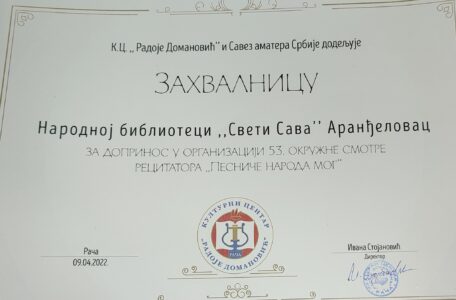 К.Ц. ,, Радоје Домановић'' и Савез аматера Србије додељује
ЗАХВАЛНИЦУ
Народној библиотеци ,,Свети Сава'' Аранђеловац
ЗА ДОПРИНОС У ОРГАНИЗАЦИЈИ 53. ОКРУЖНЕ СМОТРЕ
РЕЦИТАТОРА ,,ПЕСНИЧЕ НАРОДА МОГ"
КУЛТУРНИ ЦЕНТАР
РАЧА
"РАДОЈЕ ДОМАНОВИЋ"
Рача
09.04.2022.
Ивана Стојановић
Директор